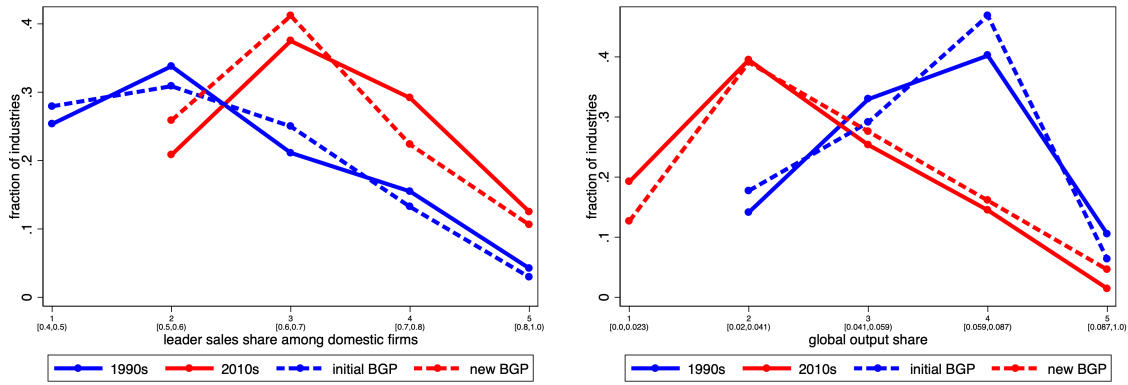 fraction of industries
.4
.3
.2
.1
0
1 2 3 4 5
[0.4,0.5) [0.5,0.6) [0.6,0.7) [0.7,0.8) [0.8,1.0)
leader sales share among domestic firms
1990s 2010s initial BGP new BGP
fraction of industries
.4
.3
.2
.1
0
1 2 3 4 5
[0.0,0.023) [0.02,0.041) [0.041,0.059) [0.059,0.087) [0.087,1.0)
global output share
1990s 2010s initial BGP new BGP